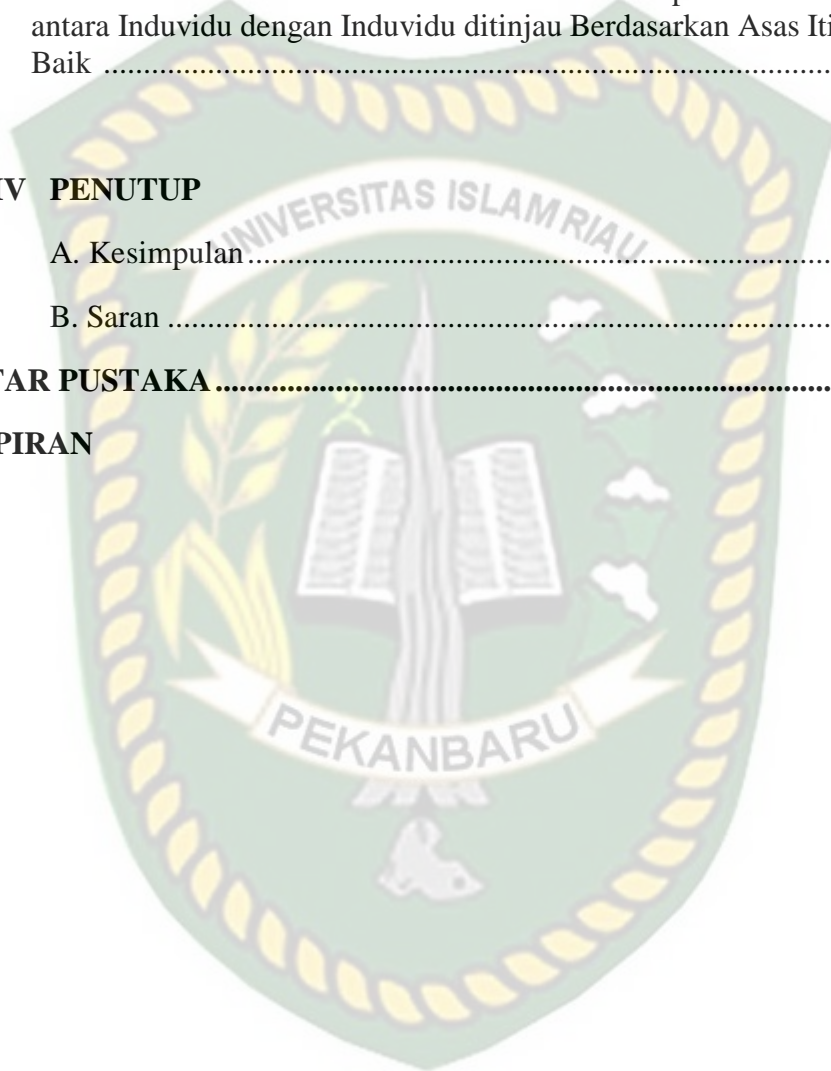 antara Induvidu dengan Induvidu ditinjau Berdasarkan Asas Iti
Baik ................................................................................................
IV PENUTUP
UNIVERSITAS ISLAM RIAU
A. Kesimpulan...........................................................................
B. Saran .....................................................................................
TAR PUSTAKA..............................................................................
PIRAN
PEKANBARU